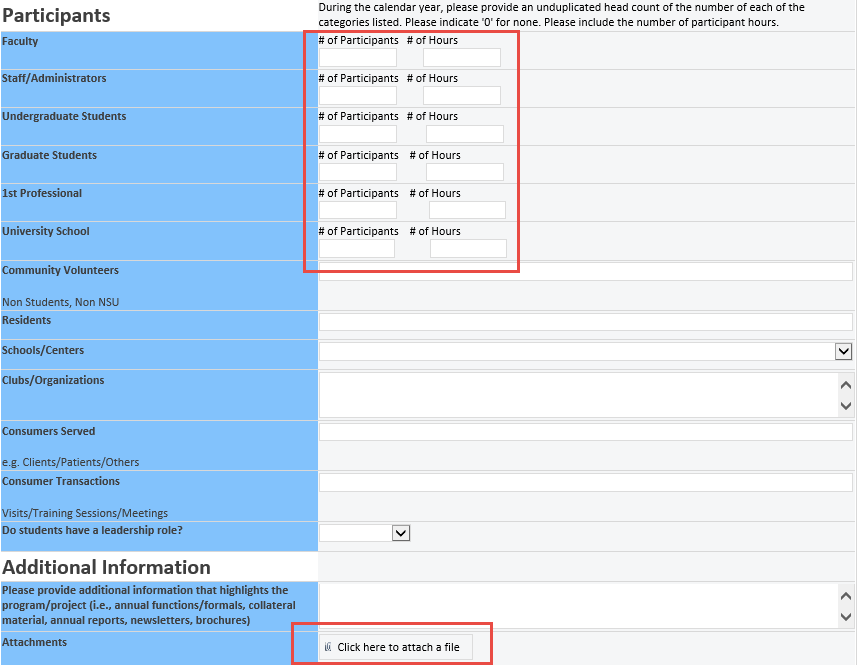 Participants
During the calendar year, please provide an unduplicated head count of the number of each of the
categories listed. Please indicate '0' for none. Please include the number of participant hours.
Faculty
# of Participants # of Hours
Staff/Administrators
# of Participants # of Hours
Undergraduate Students
# of Participants # of Hours
Graduate Students
# of Participants # of Hours
1st Professional
# of Participants # of Hours
University School
# of Participants # of Hours
Community Volunteers
Non Students, Non NSU
Residents
Schools/Centers
Clubs/Organizations
Consumers Served
e.g. Clients/Patients/Others
Consumer Transactions
Visits/Training Sessions/Meetings
Do students have a leadership role?
Additional Information
Please provide additional information that highlights the
program/project (i.e., annual functions/formals, collateral
material, annual reports, newsletters, brochures)
Attachments
Click here to attach a file